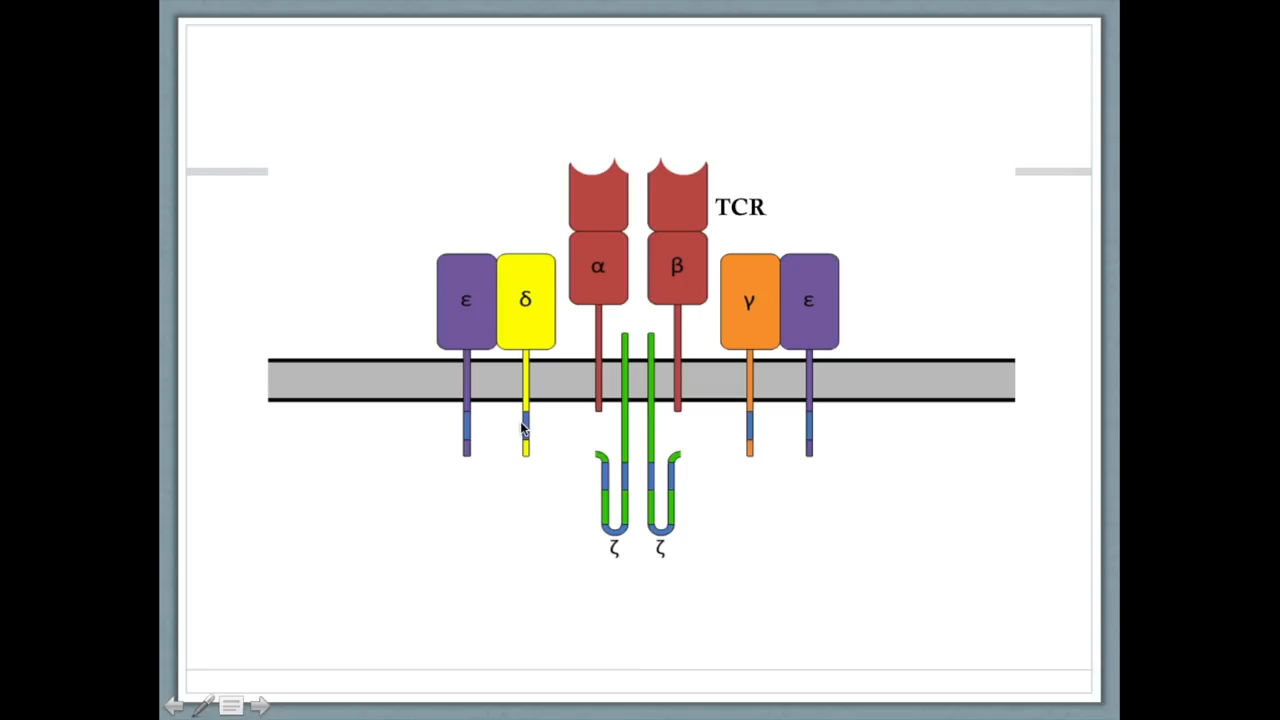 TCR
α β
ε δ γ ε
ζ ζ